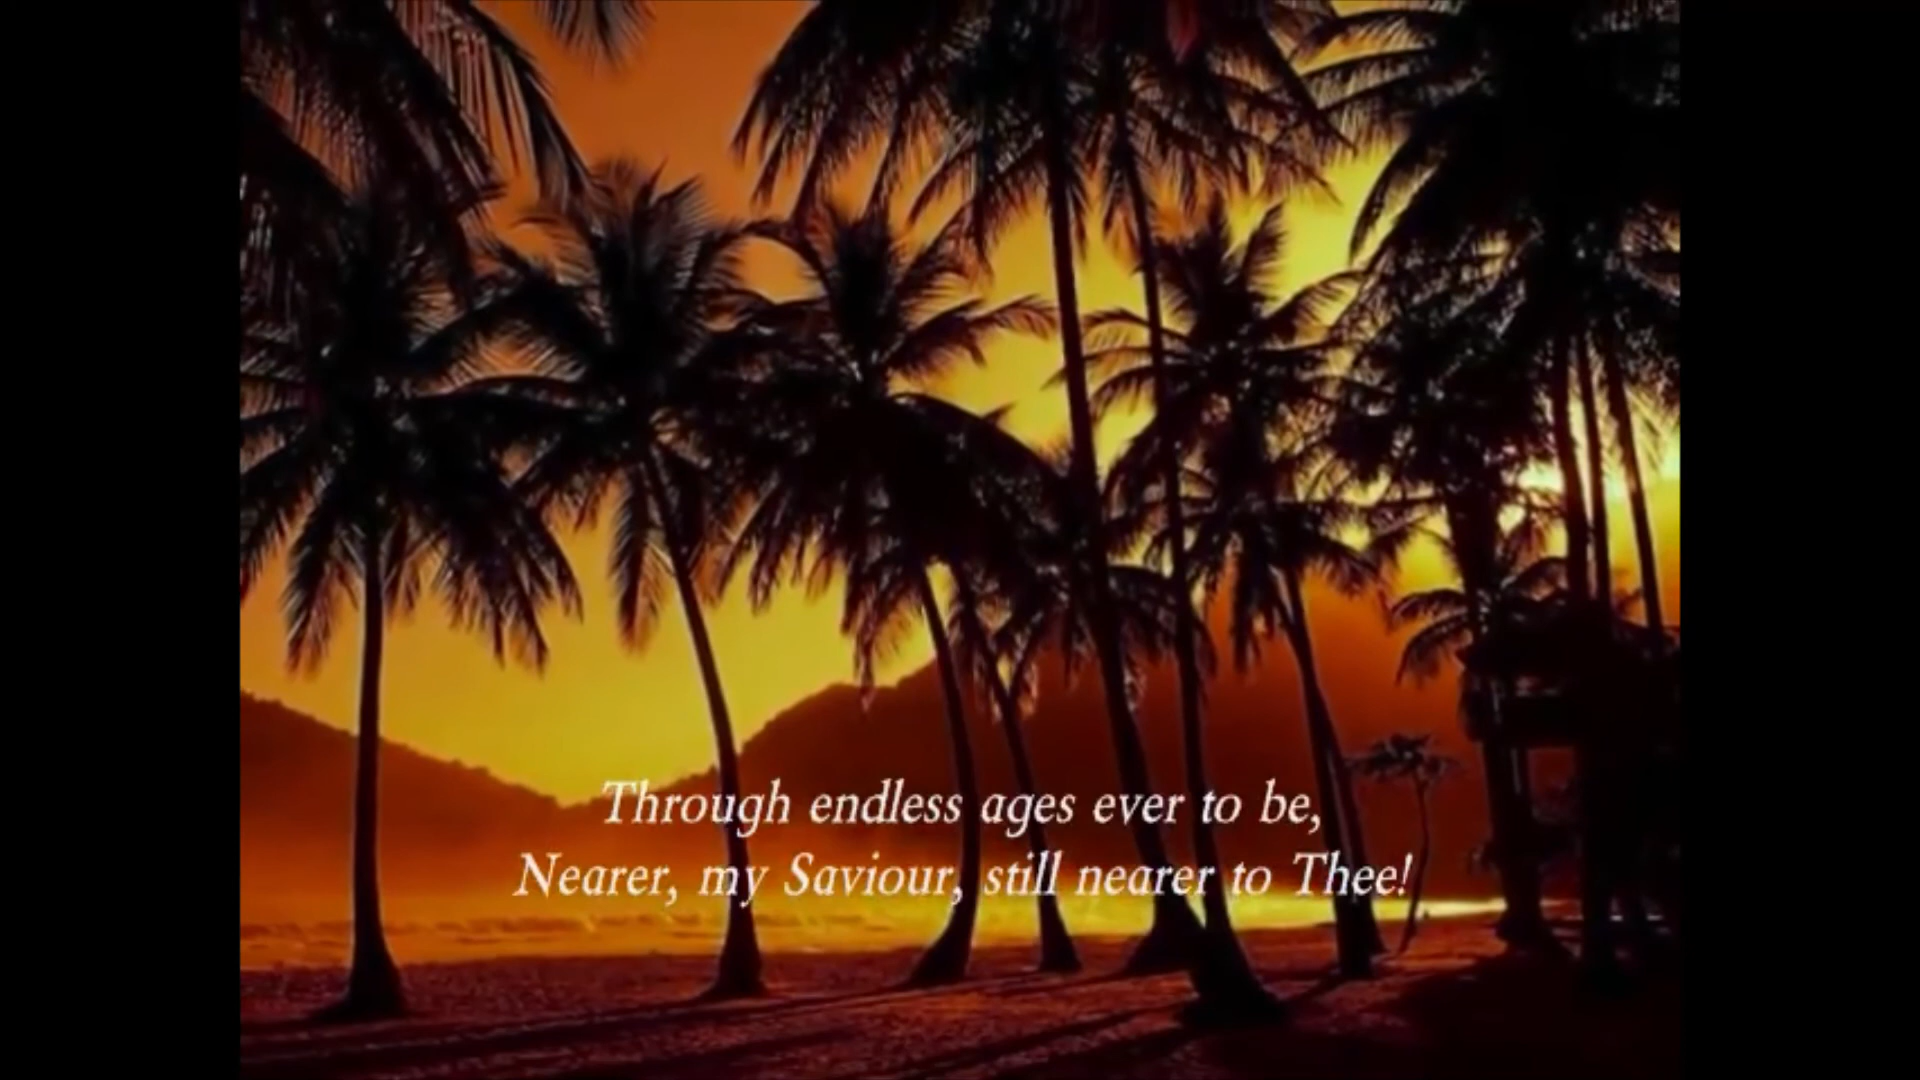 Through endless ages ever to be,
Nearer, my Saviour, still nearer to Thee!